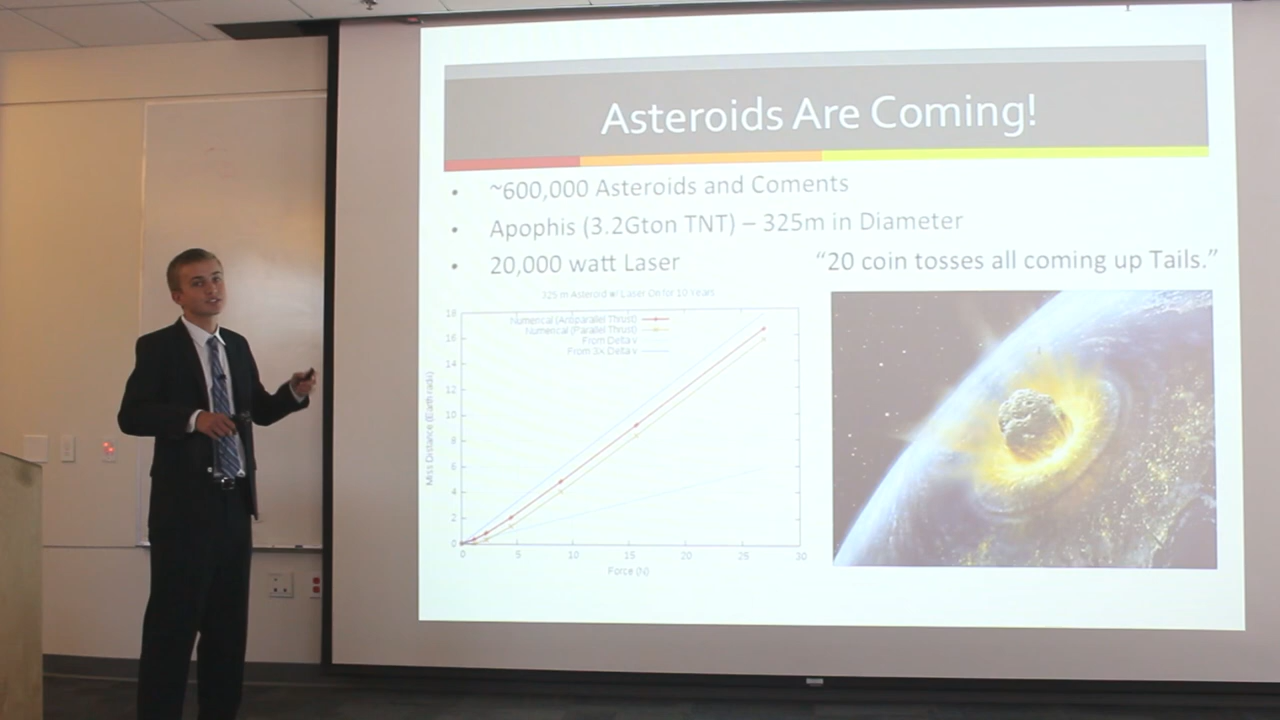 Asteroids Are Coming!
• ~600,000 Asteroids and Coments
• Apophis (3.2Gton TNT) – 325m in Diameter
• 20,000 watt Laser
“20 coin tosses all coming up Tails.”
325 m Asteroid w/ Laser On for 10 Years
Numerical (Antiparallel Thrust)
Numerical (Parallel Thrust)
From Delta v
From 3X Delta v
Miss Distance (Earth radii)
18
16
14
12
10
8
6
4
2
0
0 5 10 15 20 25 30
Force (N)